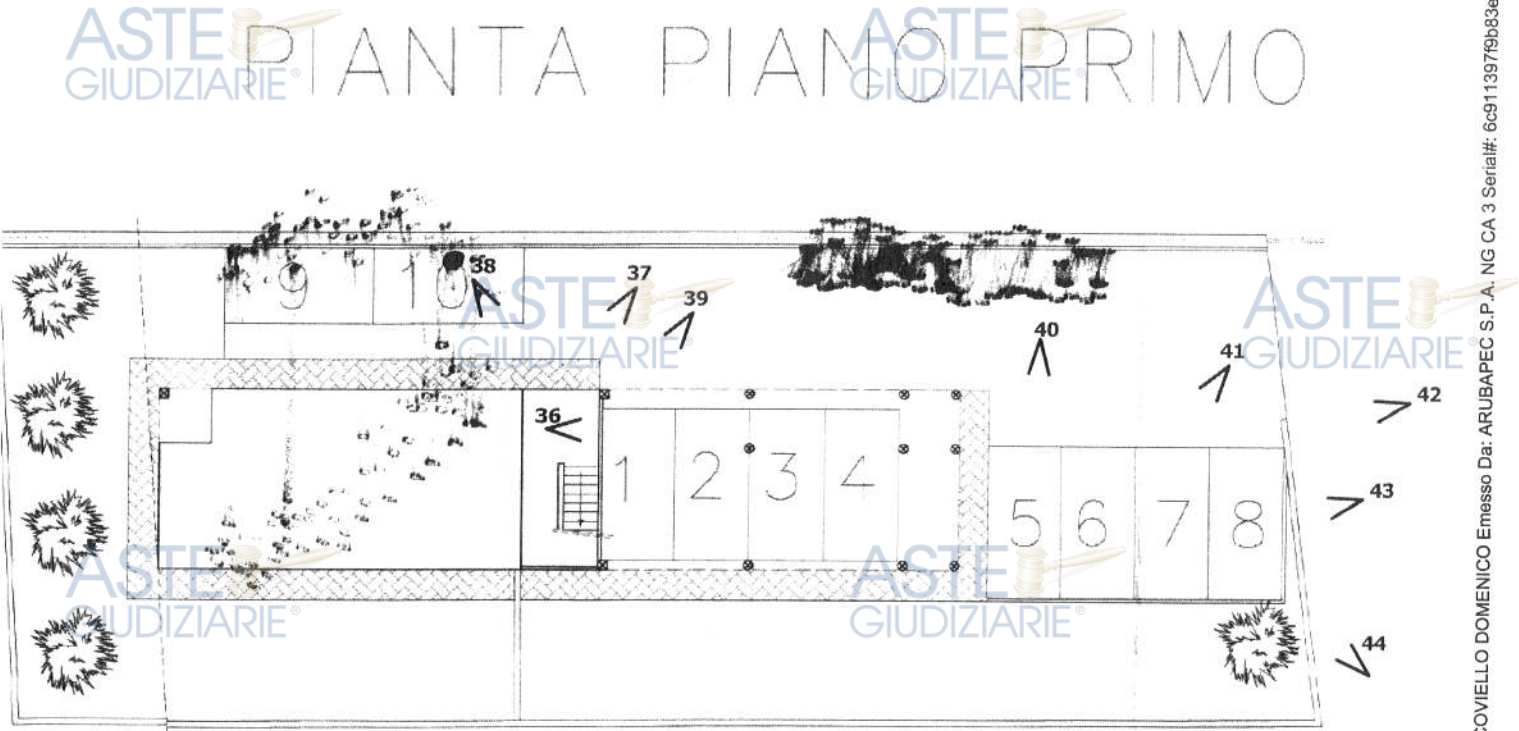 PIANTA PIANO PRIMO
ASTE
GIUDIZIARIE®
ASTE
GIUDIZIARIE®
9
10
38
37
39
40
41
42
43
44
36
1
2
3
4
5
6
7
8
ASTE
GIUDIZIARIE®
ASTE
GIUDIZIARIE®
ASTE
GIUDIZIARIE®
ASTE
GIUDIZIARIE®
COVIELLO DOMENICO Emesso Da: ARUBAPEC S.P.A. NG CA 3 Serial#: 6c911397f9b83e